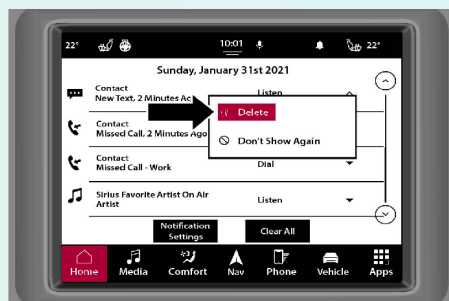 22° 10:01 22°
Sunday, January 31st 2021
Contact
New Text, 2 Minutes Ag
Listen
Delete
Don't Show Again
Contact
Missed Call, 2 Minutes Ago
Contact
Missed Call - Work
Dial
Sirius Favorite Artist On Air
Artist
Listen
Notification
Settings
Clear All
Home Media Comfort Nav Phone Vehicle Apps